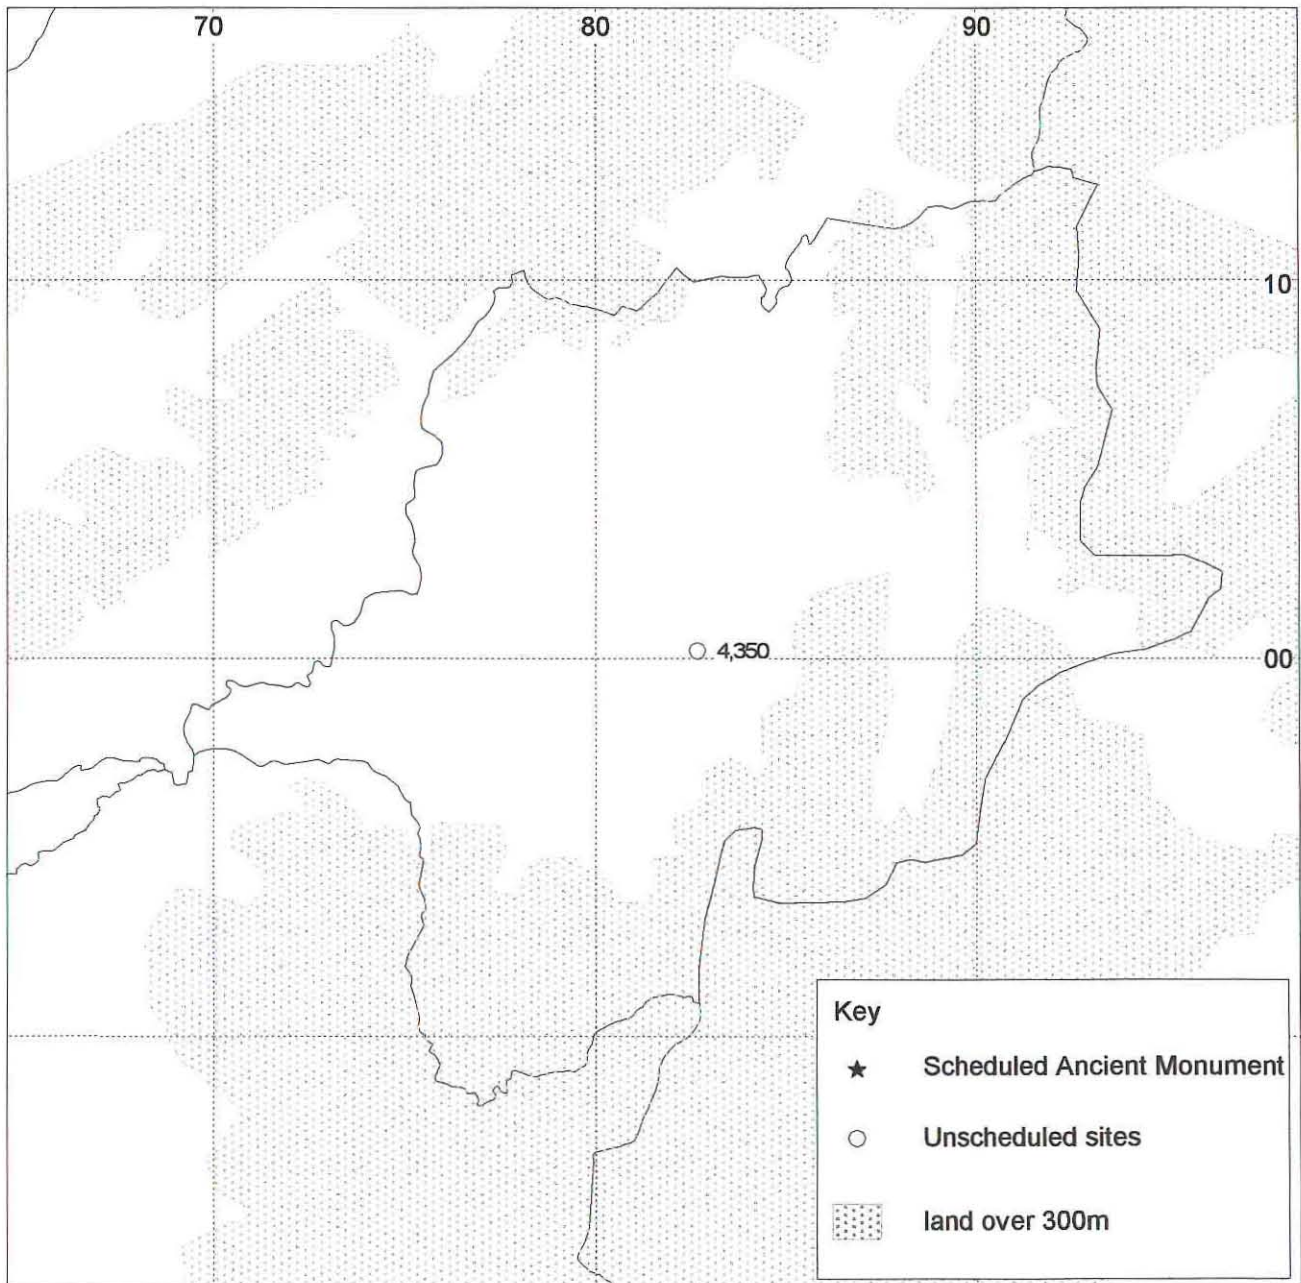 70 80 90
10
4,350
00
Key
Scheduled Ancient Monument
Unscheduled sites
land over 300m